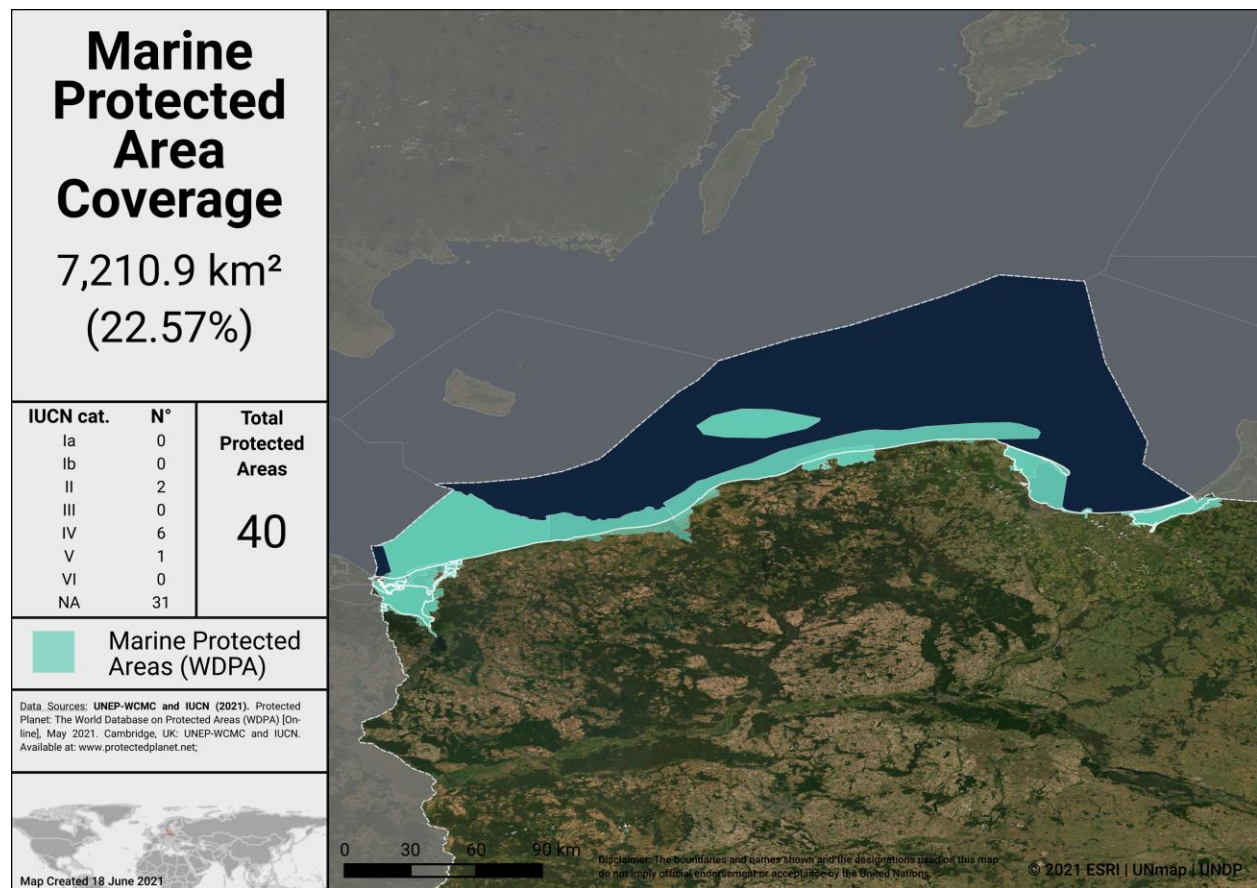 Marine
Protected
Area
Coverage
7,210.9 km²
(22.57%)
IUCN cat. N°
Ia 0
Ib 0
II 2
III 0
IV 6
V 1
VI 0
NA 31
Total
Protected
Areas
40
Marine Protected
Areas (WDPA)
Data Sources: UNEP-WCMC and IUCN (2021). Protected
Planet: The World Database on Protected Areas (WDPA) [On-
line], May 2021. Cambridge, UK: UNEP-WCMC and IUCN.
Available at: www.protectedplanet.net;
Map Created 18 June 2021
0 30 60 90 km
Disclaimer: The boundaries and names shown and the designations used on this map
do not imply official endorsement or acceptance by the United Nations.
© 2021 ESRI | UNmap | UNDP